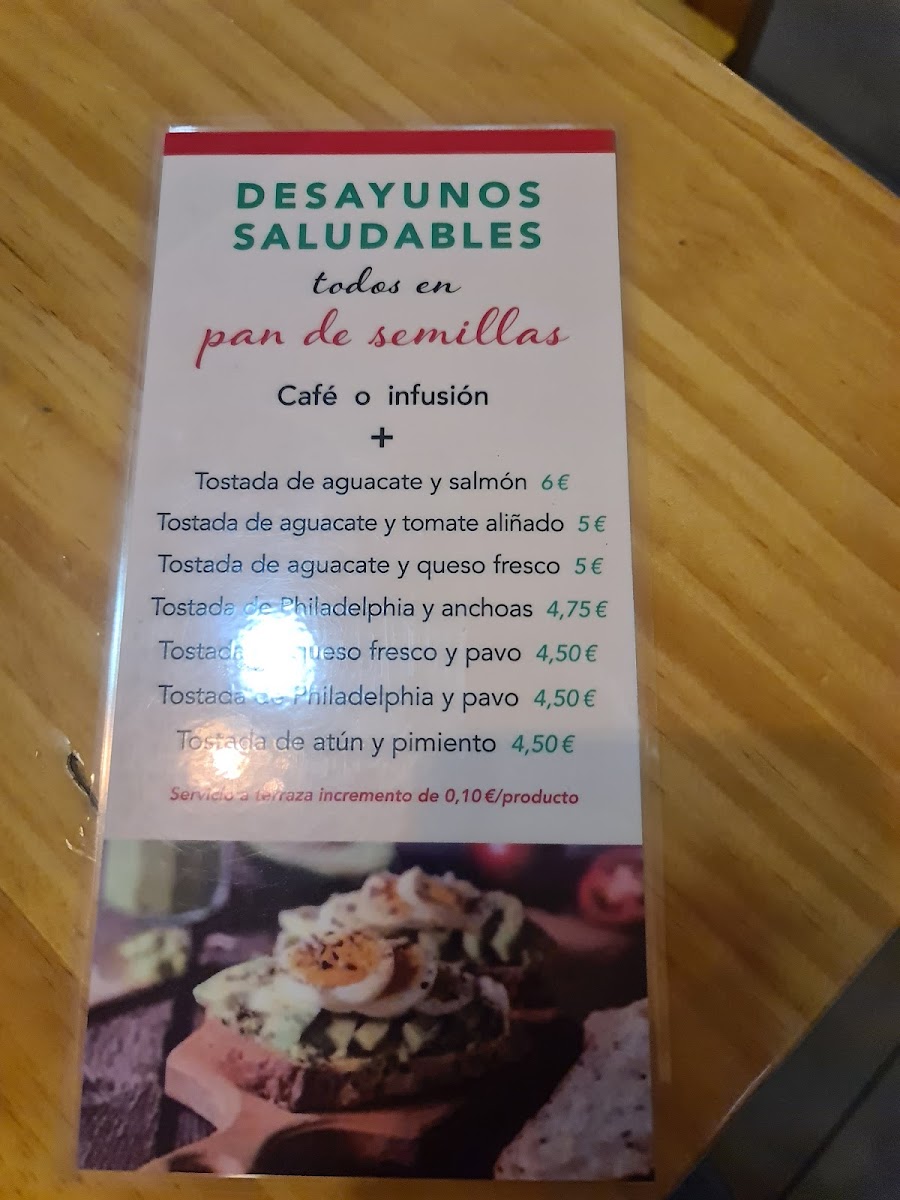 DESAYUNOS
SALUDABLES
todos en
pan de semillas
Café o infusión
+
Tostada de aguacate y salmón 6€
Tostada de aguacate y tomate aliñado 5€
Tostada de aguacate y queso fresco 5€
Tostada de Philadelphia y anchoas 4,75€
Tostada queso fresco y pavo 4,50€
Tostada de Philadelphia y pavo 4,50€
Tostada de atún y pimiento 4,50€
Servicio a terraza incremento de 0,10€/producto